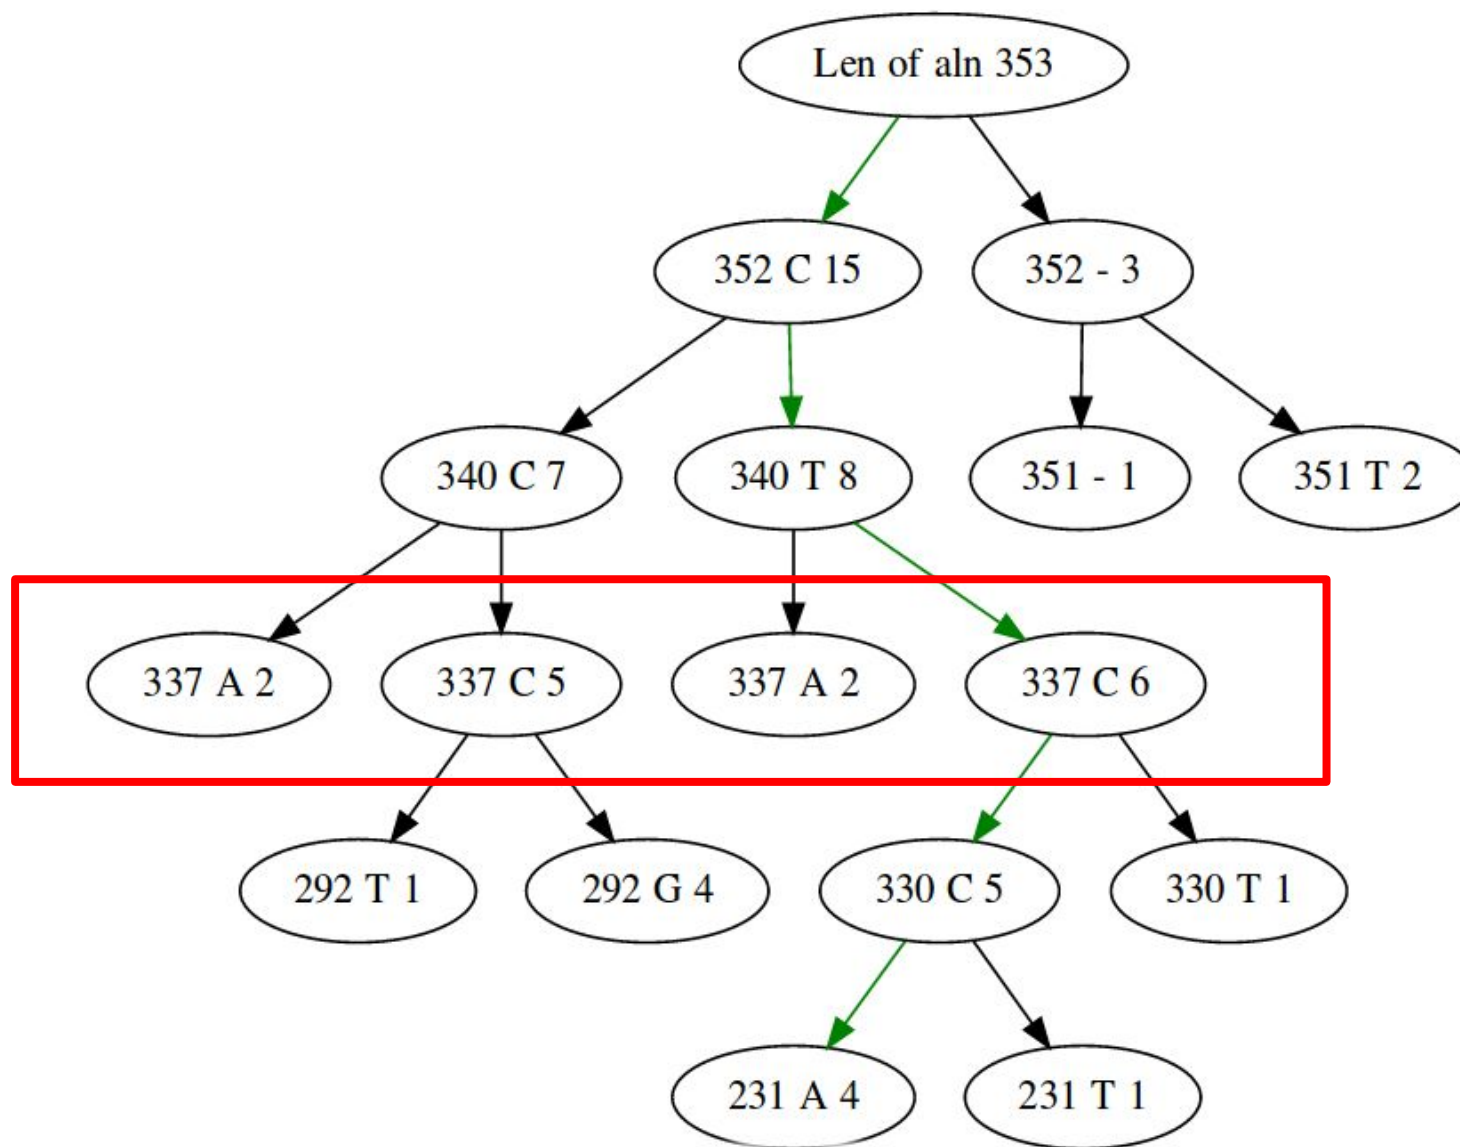 Len of aln 353
352 C 15
352 - 3
340 C 7
340 T 8
351 - 1
351 T 2
337 A 2
337 C 5
337 A 2
337 C 6
292 T 1
292 G 4
330 C 5
330 T 1
231 A 4
231 T 1